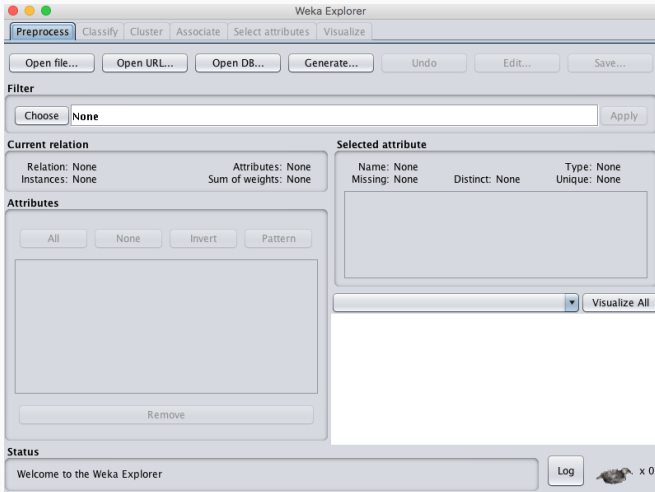 Weka Explorer
Preprocess Classify Cluster Associate Select attributes Visualize
Open file... Open URL... Open DB... Generate... Undo Edit... Save...
Filter
Choose None Apply
Current relation
Relation: None Attributes: None
Instances: None Sum of weights: None
Selected attribute
Name: None Type: None
Missing: None Distinct: None Unique: None
Attributes
All None Invert Pattern
Remove
Visualize All
Status
Welcome to the Weka Explorer
Log x 0